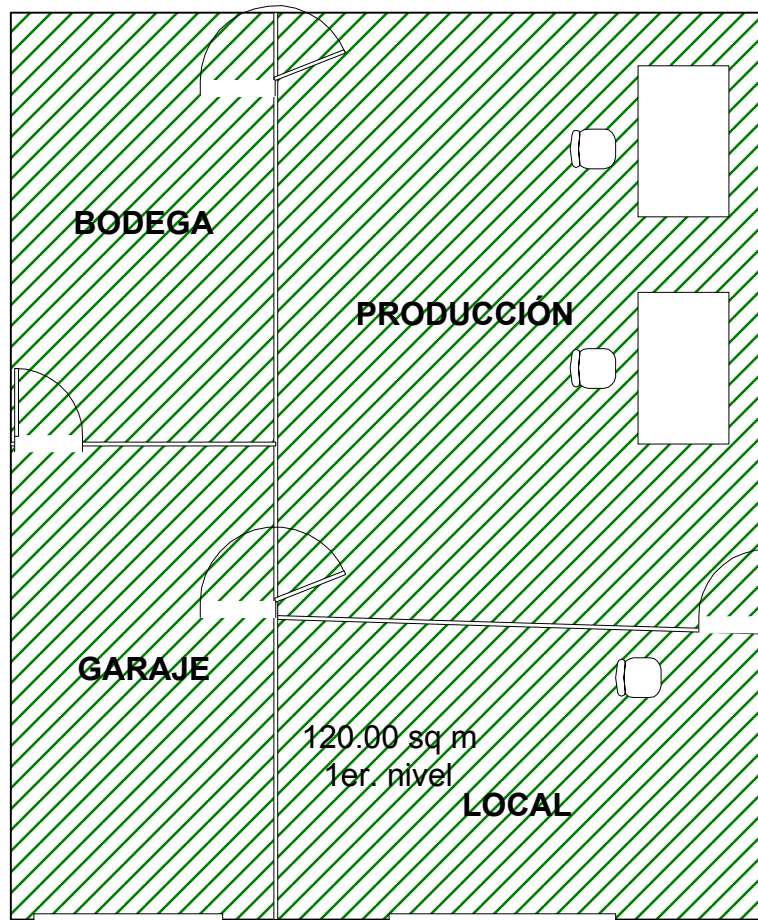 BODEGA
PRODUCCIÓN
GARAJE
120.00 sq m
1er. nivel
LOCAL